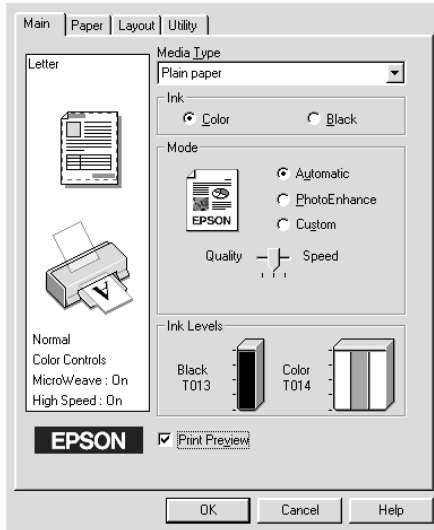 Main Paper Layout Utility
Letter
Media Type
Plain paper
Ink
Color Black
Mode
EPSON
Automatic
PhotoEnhance
Custom
Quality Speed
A
Normal
Color Controls
MicroWeave : On
High Speed : On
Ink Levels
Black
T013
Color
T014
EPSON
Print Preview
OK Cancel Help